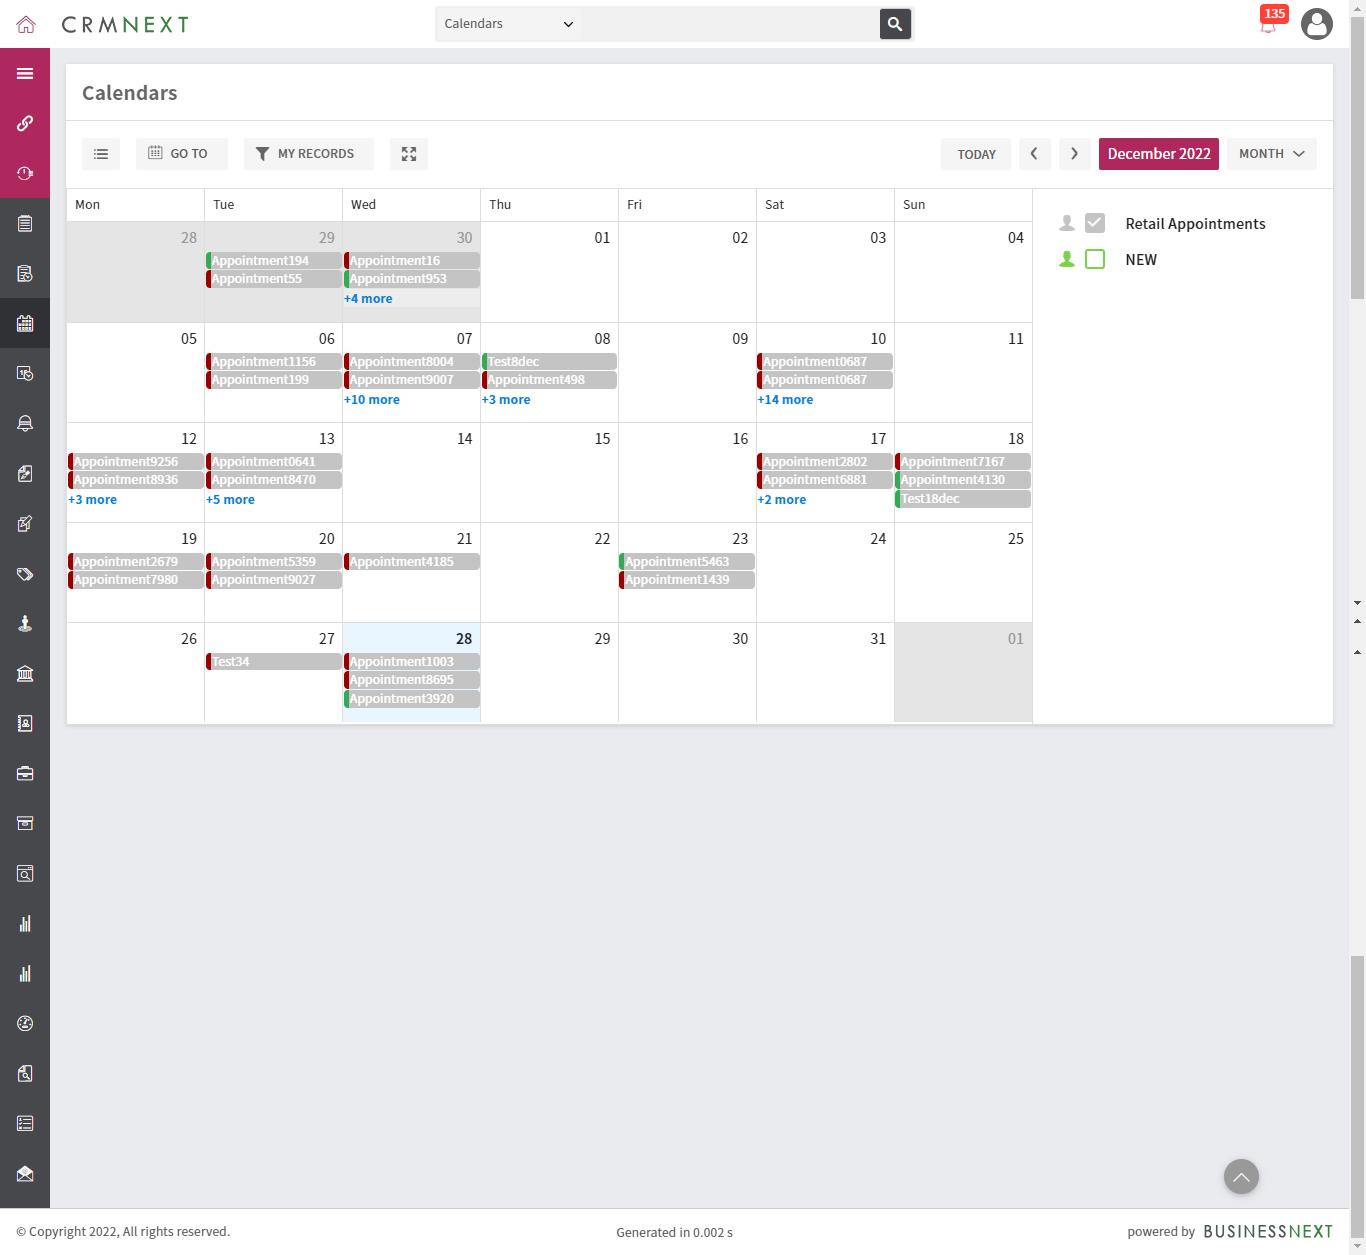 CRMNEXT
Calendars
135
Calendars
GO TO
MY RECORDS
TODAY
December 2022
MONTH
Mon Tue Wed Thu Fri Sat Sun
28 29 30 01 02 03 04
Appointment194 Appointment16
Appointment55 Appointment953
+4 more
Retail Appointments
NEW
05 06 07 08 09 10 11
Appointment1156 Appointment8004 Test8dec Appointment0687
Appointment199 Appointment9007 Appointment498 Appointment0687
+10 more +3 more +14 more
12 13 14 15 16 17 18
Appointment9256 Appointment0641 Appointment2802 Appointment7167
Appointment8936 Appointment8470 Appointment6881 Appointment4130
+3 more +5 more +2 more Test18dec
19 20 21 22 23 24 25
Appointment2679 Appointment5359 Appointment4185 Appointment5463
Appointment7980 Appointment9027 Appointment1439
26 27 28 29 30 31 01
Test34 Appointment1003
Appointment8695
Appointment3920
© Copyright 2022, All rights reserved.
Generated in 0.002 s
powered by BUSINESSNEXT